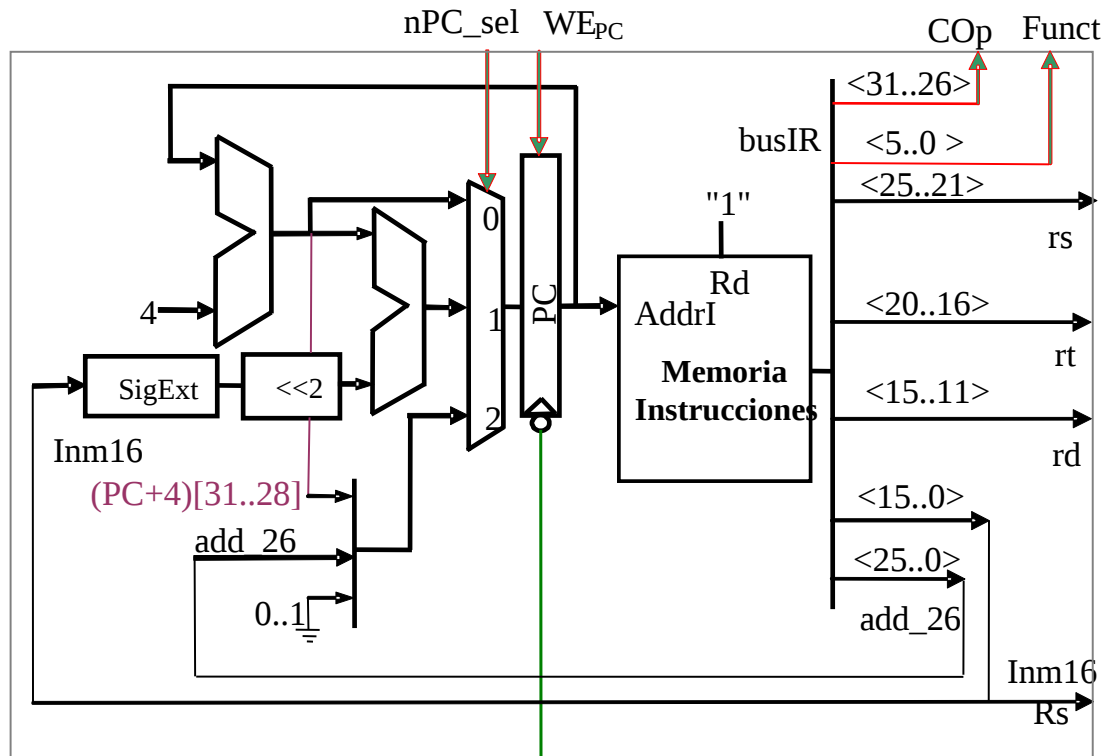 nPC_sel
WEPC
COp
Funct
<31..26>
busIR
<5..0 >
<25..21>
rs
"1"
0
Rd
PC
4
AddrI
1
<20..16>
rt
SigExt
<<2
Memoria
Instrucciones
<15..11>
2
Inm16
rd
(PC+4)[31..28]
<15..0>
add_26
<25..0>
0..1
add_26
Inm16
Rs